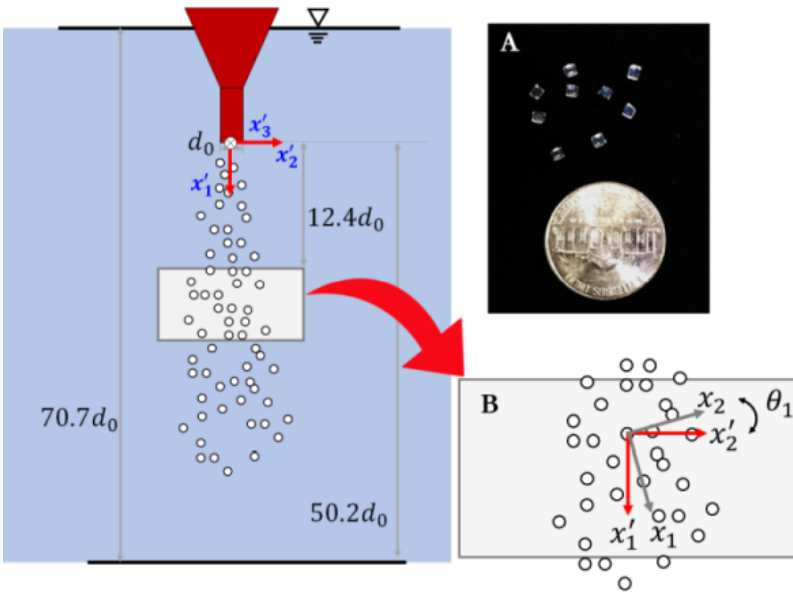 A
x′₃
d₀
x′₂
x′₁
12.4d₀
70.7d₀
50.2d₀
B
x₂
θ₁
x′₂
x′₁
x₁